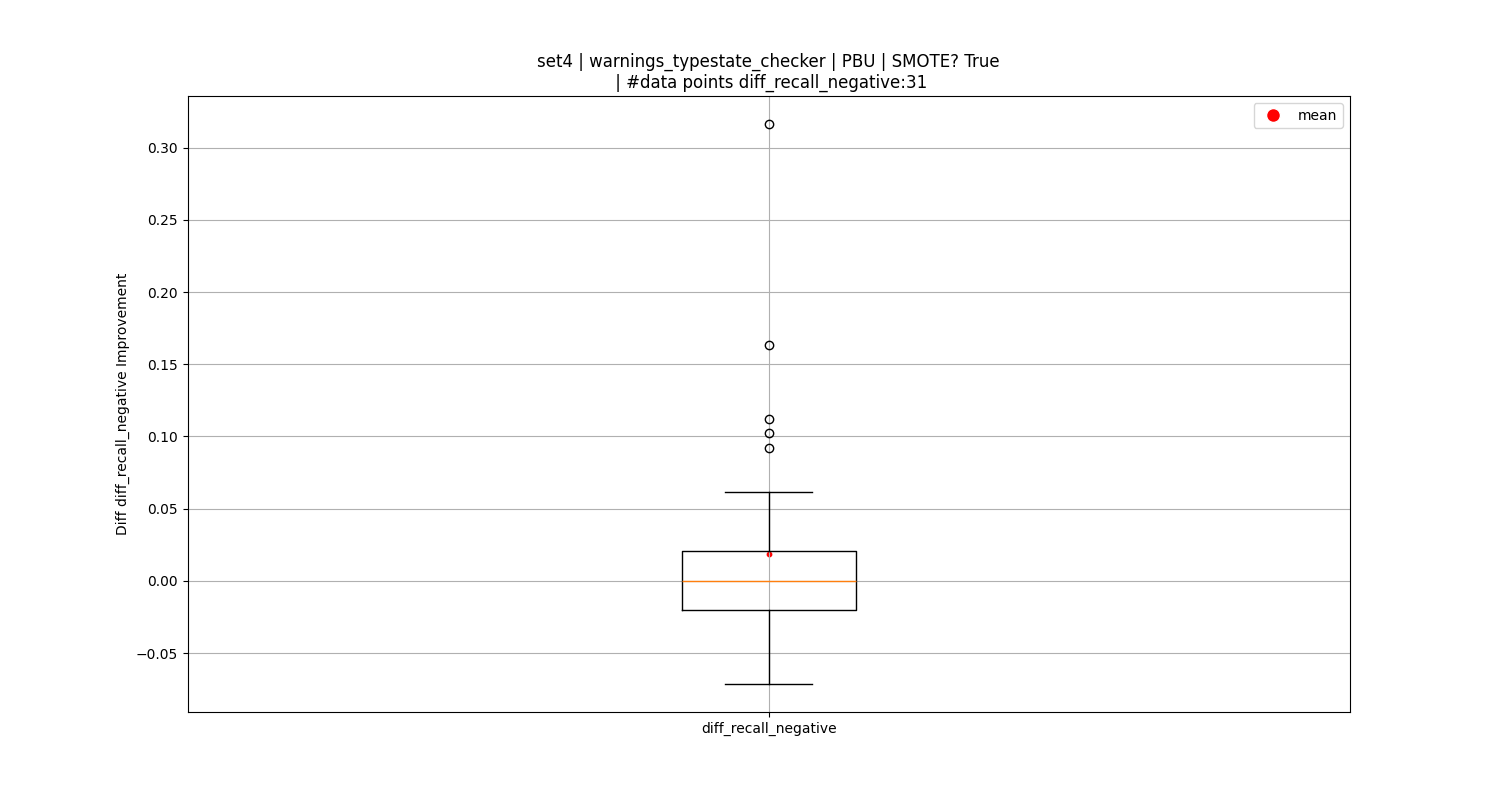 set4 | warnings_typestate_checker | PBU | SMOTE? True
| #data points diff_recall_negative:31
mean
0.30
0.25
0.20
0.15
0.10
0.05
0.00
−0.05
Diff diff_recall_negative Improvement
diff_recall_negative